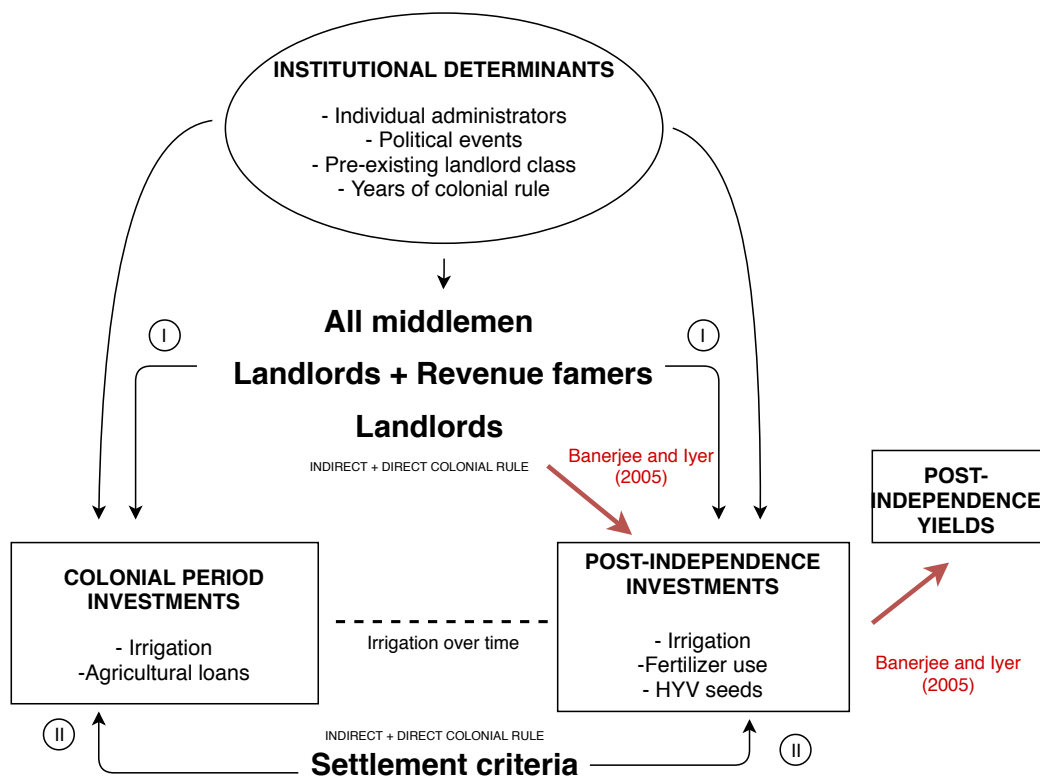 INSTITUTIONAL DETERMINANTS
- Individual administrators
- Political events
- Pre-existing landlord class
- Years of colonial rule
All middlemen
I
I
Landlords + Revenue famers
Landlords
INDIRECT + DIRECT COLONIAL RULE
Banerjee and Iyer
(2005)
POST-
INDEPENDENCE
YIELDS
COLONIAL PERIOD
INVESTMENTS
- Irrigation
-Agricultural loans
Irrigation over time
POST-INDEPENDENCE
INVESTMENTS
- Irrigation
-Fertilizer use
- HYV seeds
Banerjee and Iyer
(2005)
II
INDIRECT + DIRECT COLONIAL RULE
Settlement criteria
II